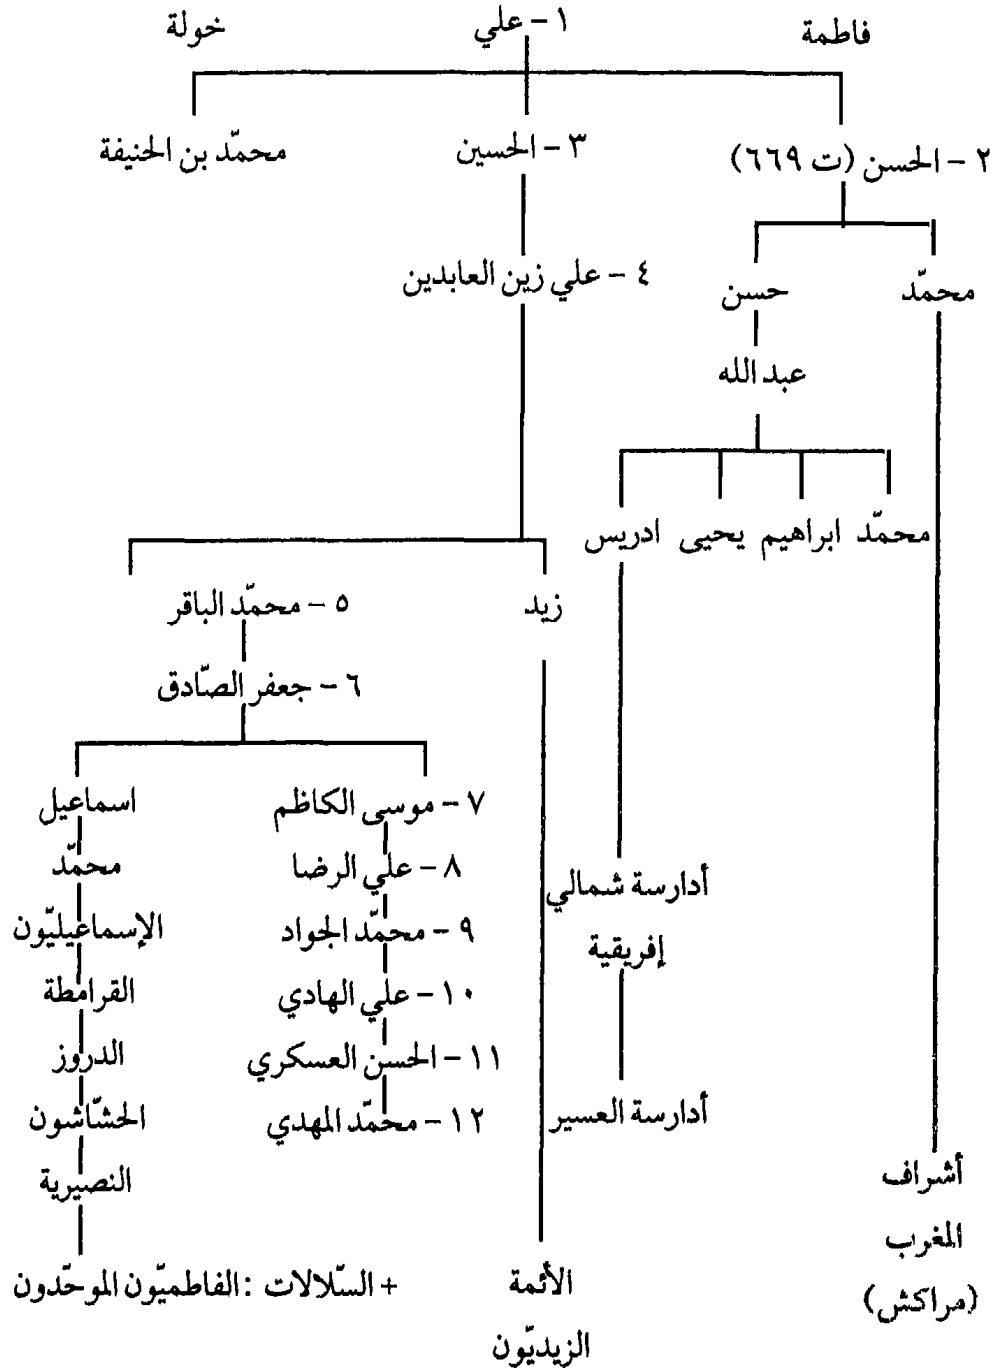 فاطمة ١ - علي خولة
٢ - الحسن (ت ٦٦٩) ٣ - الحسين محمّد بن الحنيفة
محمّد حسن ٤ - علي زين العابدين
عبد الله
محمّد ابراهيم يحيى ادريس
زيد ٥ - محمّد الباقر
٦ - جعفر الصّادق
٧ - موسى الكاظم اسماعيل
٨ - علي الرضا محمّد
أدارسة شمالي
إفريقية
٩ - محمّد الجواد الإسماعيليّون
١٠ - علي الهادي القرامطة
١١ - الحسن العسكري الدروز
أدارسة العسير ١٢ - محمّد المهدي الحشّاشون
النصيرية
أشراف
المغرب
(مراكش)
الأئمة
الزيديّون
+ السّلالات : الفاطميّون الموحّدون